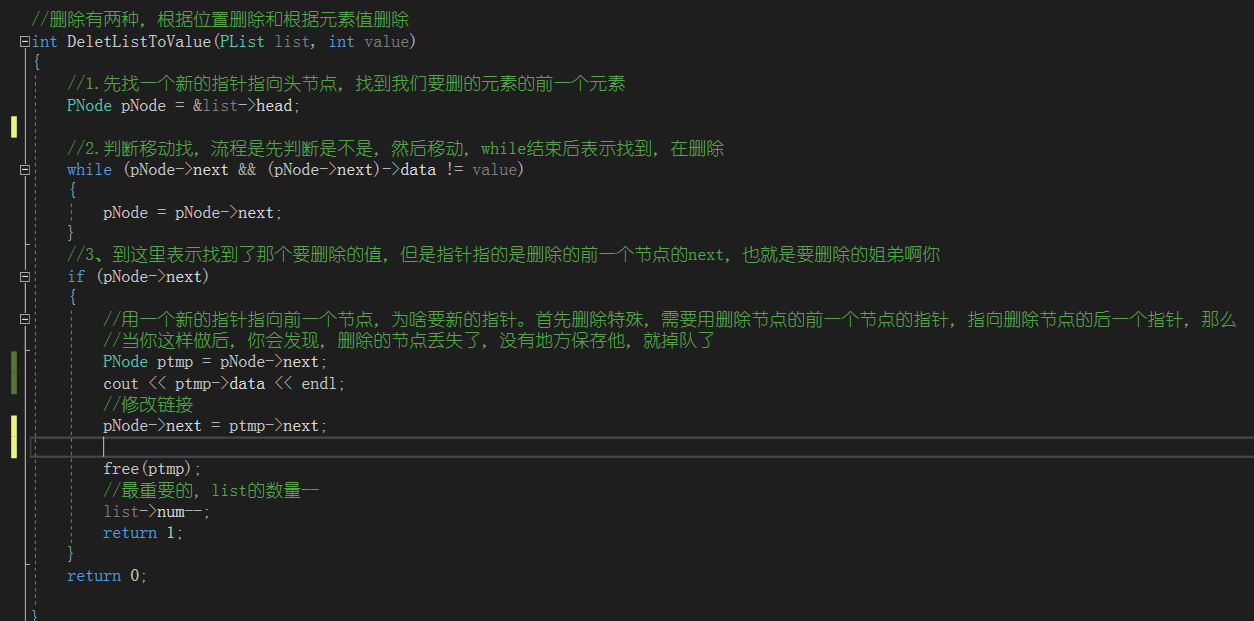 //删除有两种，根据位置删除和根据元素值删除
int DeletListToValue(PList list, int value)
{
//1.先找一个新的指针指向头节点，找到我们要删的元素的前一个元素
PNode pNode = &list->head;
//2.判断移动找，流程是先判断是不是，然后移动，while结束后表示找到，在删除
while (pNode->next && (pNode->next)->data != value)
{
pNode = pNode->next;
}
//3、到这里表示找到了那个要删除的值，但是指针指的是删除的前一个节点的next，也就是要删除的姐弟啊你
if (pNode->next)
{
//用一个新的指针指向前一个节点，为啥要新的指针。首先删除特殊，需要用删除节点的前一个节点的指针，指向删除节点的后一个指针，那么
//当你这样做后，你会发现，删除的节点丢失了，没有地方保存他，就掉队了
PNode ptmp = pNode->next;
cout << ptmp->data << endl;
//修改链接
pNode->next = ptmp->next;
free(ptmp);
//最重要的，list的数量--
list->num--;
return 1;
}
return 0;
}